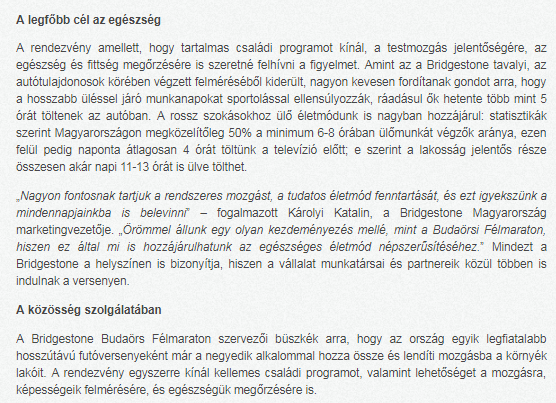 A legfőbb cél az egészség
A rendezvény amellett, hogy tartalmas családi programot kínál, a testmozgás jelentőségére, az
egészség és fittség megőrzésére is szeretné felhívni a figyelmet. Amint az a Bridgestone tavalyi, az
autótulajdonosok körében végzett felméréséből kiderült, nagyon kevesen fordítanak gondot arra, hogy
a hosszabb üléssel járó munkanapokat sportolással ellensúlyozzák, ráadásul ők hetente több mint 5
órát töltenek az autóban. A rossz szokásokhoz ülő életmódunk is nagyban hozzájárul: statisztikák
szerint Magyarországon megközelítőleg 50% a minimum 6-8 órában ülőmunkát végzők aránya, ezen
felül pedig naponta átlagosan 4 órát töltünk a televízió előtt; e szerint a lakosság jelentős része
összesen akár napi 11-13 órát is ülve tölthet.
„Nagyon fontosnak tartjuk a rendszeres mozgást, a tudatos életmód fenntartását, és ezt igyekszünk a
mindennapjainkba is belevinni” – fogalmazott Károlyi Katalin, a Bridgestone Magyarország
marketingvezetője. „Örömmel állunk egy olyan kezdeményezés mellé, mint a Budaörsi Félmaraton,
hiszen ez által mi is hozzájárulhatunk az egészséges életmód népszerűsítéséhez.” Mindezt a
Bridgestone a helyszínen is bizonyítja, hiszen a vállalat munkatársai és partnereik közül többen is
indulnak a versenyen.
A közösség szolgálatában
A Bridgestone Budaörs Félmaraton szervezői büszkék arra, hogy az ország egyik legfiatalabb
hosszútávú futóversenyeként már a negyedik alkalommal hozza össze és lendíti mozgásba a környék
lakóit. A rendezvény egyszerre kínál kellemes családi programot, valamint lehetőséget a mozgásra,
képességeik felmérésére, és egészségük megőrzésére is.